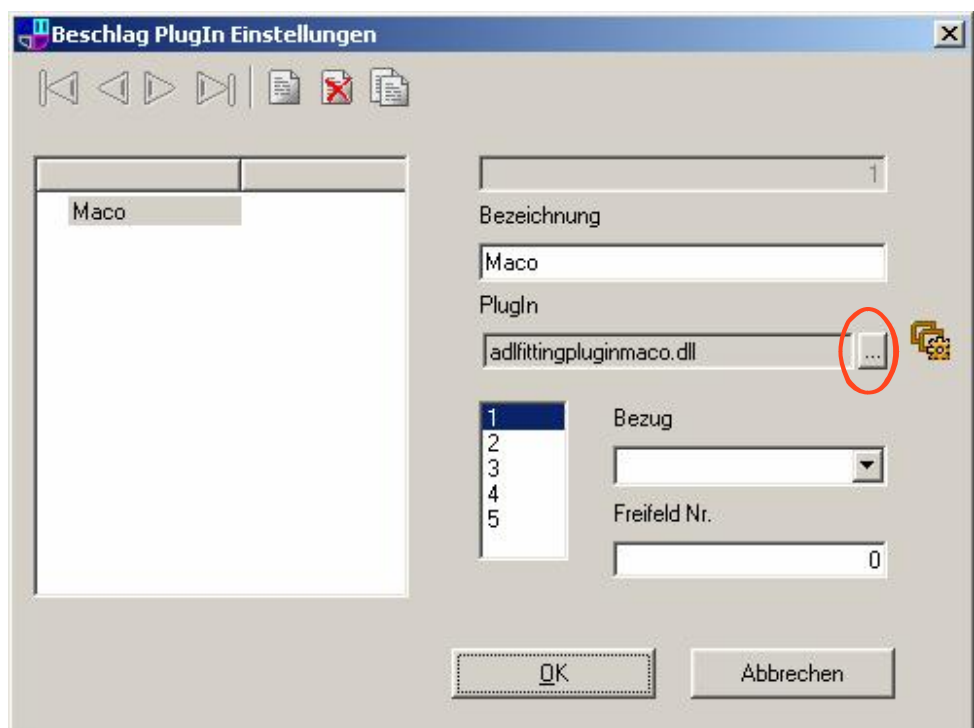 Beschlag PlugIn Einstellungen
1
Maco
Bezeichnung
Maco
PlugIn
adlfittingpluginmaco.dll
...
1
2
3
4
5
Bezug
Freifeld Nr.
0
OK
Abbrechen